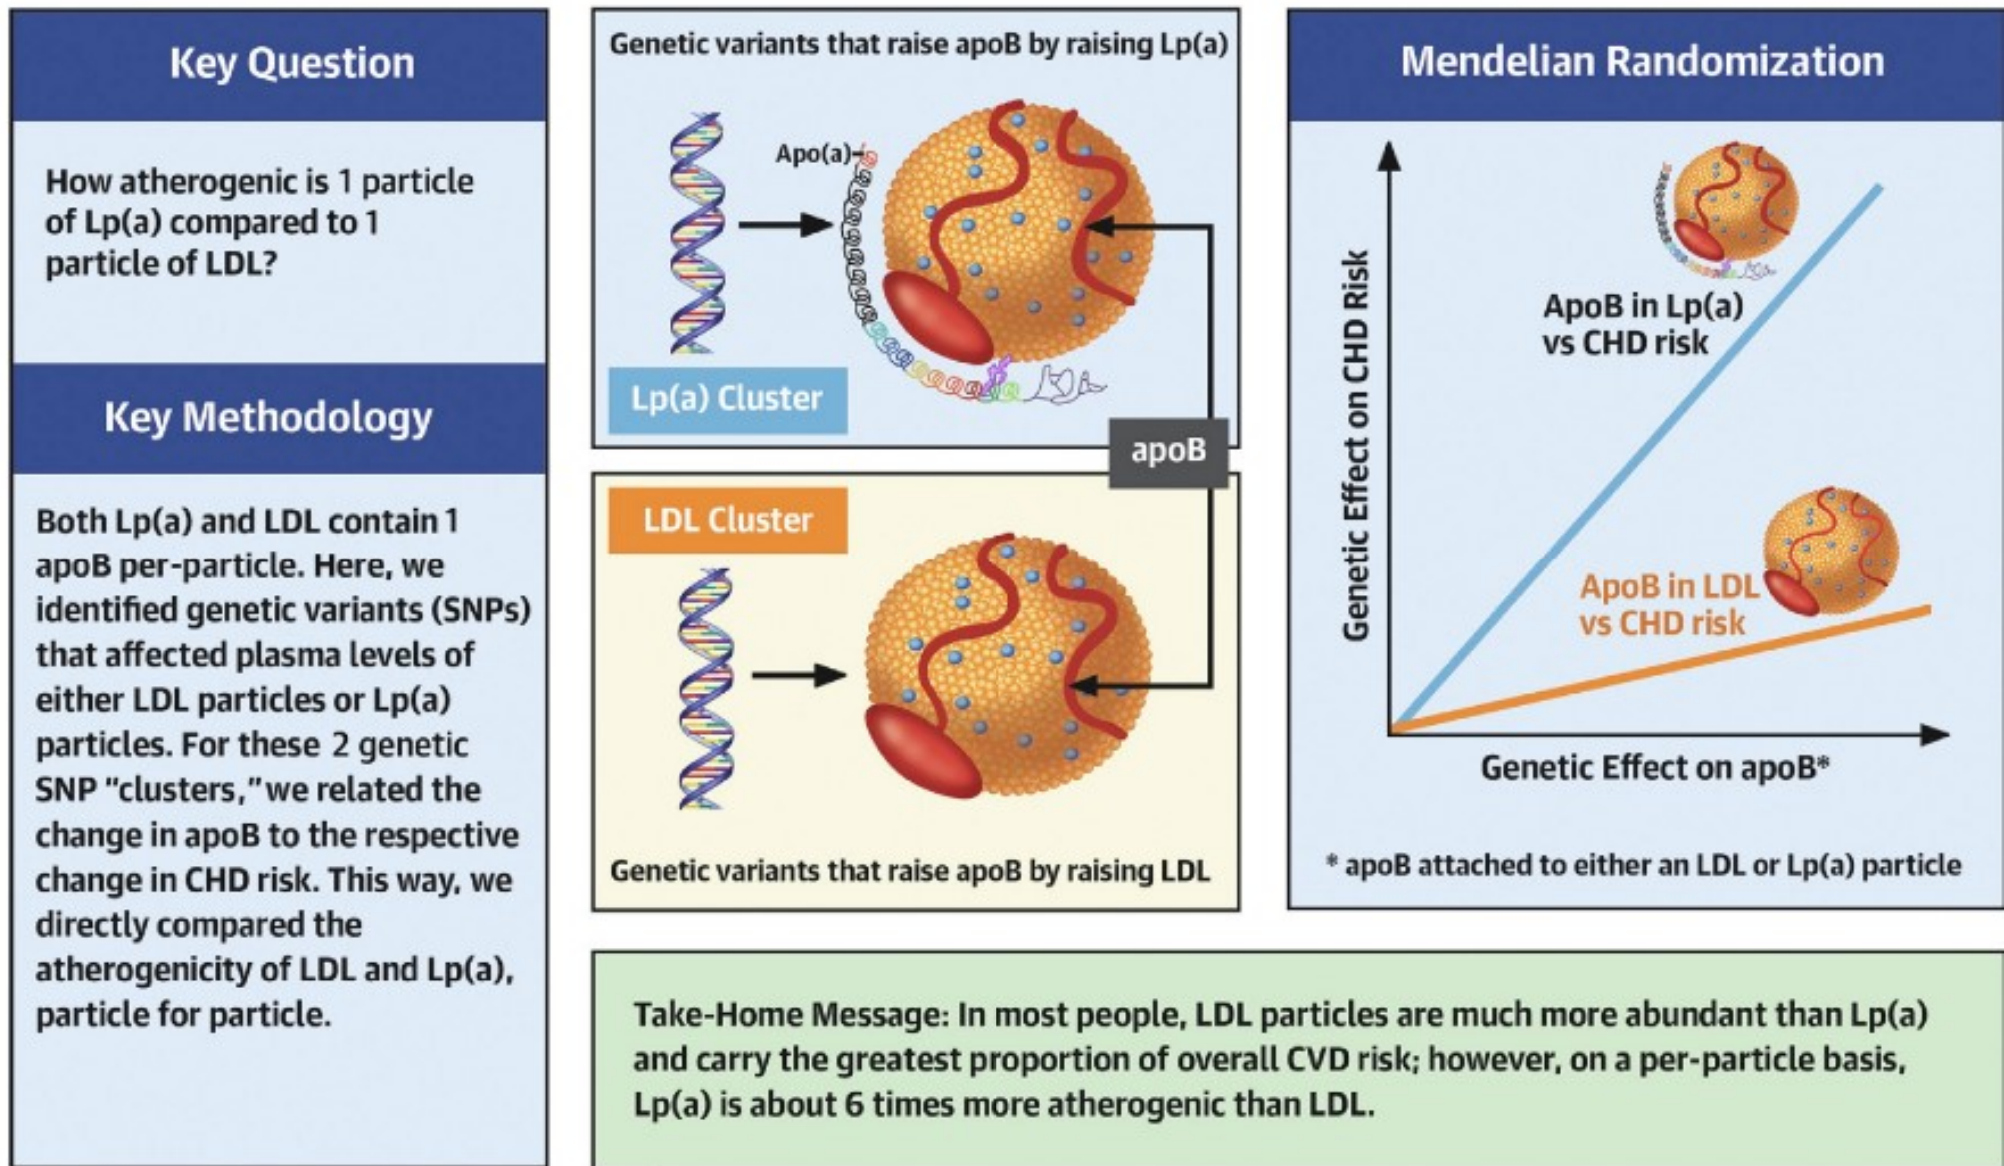 Key Question
How atherogenic is 1 particle
of Lp(a) compared to 1
particle of LDL?
Key Methodology
Both Lp(a) and LDL contain 1
apoB per-particle. Here, we
identified genetic variants (SNPs)
that affected plasma levels of
either LDL particles or Lp(a)
particles. For these 2 genetic
SNP "clusters," we related the
change in apoB to the respective
change in CHD risk. This way, we
directly compared the
atherogenicity of LDL and Lp(a),
particle for particle.
Genetic variants that raise apoB by raising Lp(a)
Apo(a)
Lp(a) Cluster
apoB
LDL Cluster
Genetic variants that raise apoB by raising LDL
Mendelian Randomization
Genetic Effect on CHD Risk
ApoB in Lp(a)
vs CHD risk
ApoB in LDL
vs CHD risk
Genetic Effect on apoB*
* apoB attached to either an LDL or Lp(a) particle
Take-Home Message: In most people, LDL particles are much more abundant than Lp(a)
and carry the greatest proportion of overall CVD risk; however, on a per-particle basis,
Lp(a) is about 6 times more atherogenic than LDL.